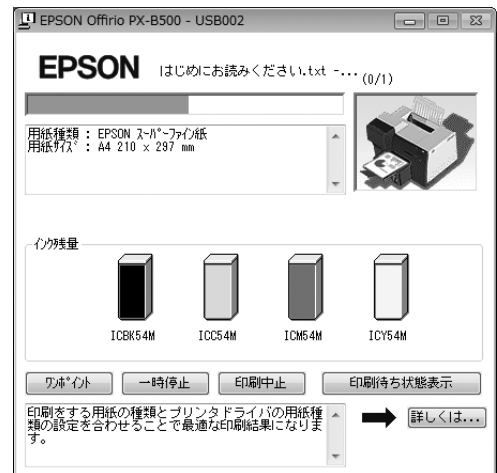 EPSON Offirio PX-B500 - USB002
EPSON はじめにお読みください.txt -... (0/1)
用紙種類 : EPSON スーパーファイン紙
用紙サイズ : A4 210 x 297 mm
インク残量
ICBK54M ICC54M ICM54M ICY54M
ワンポイント 一時停止 印刷中止 印刷待ち状態表示
印刷をする用紙の種類とプリンタドライバの用紙種
類の設定を合わせることで最適な印刷結果になりま
す。
詳しくは...